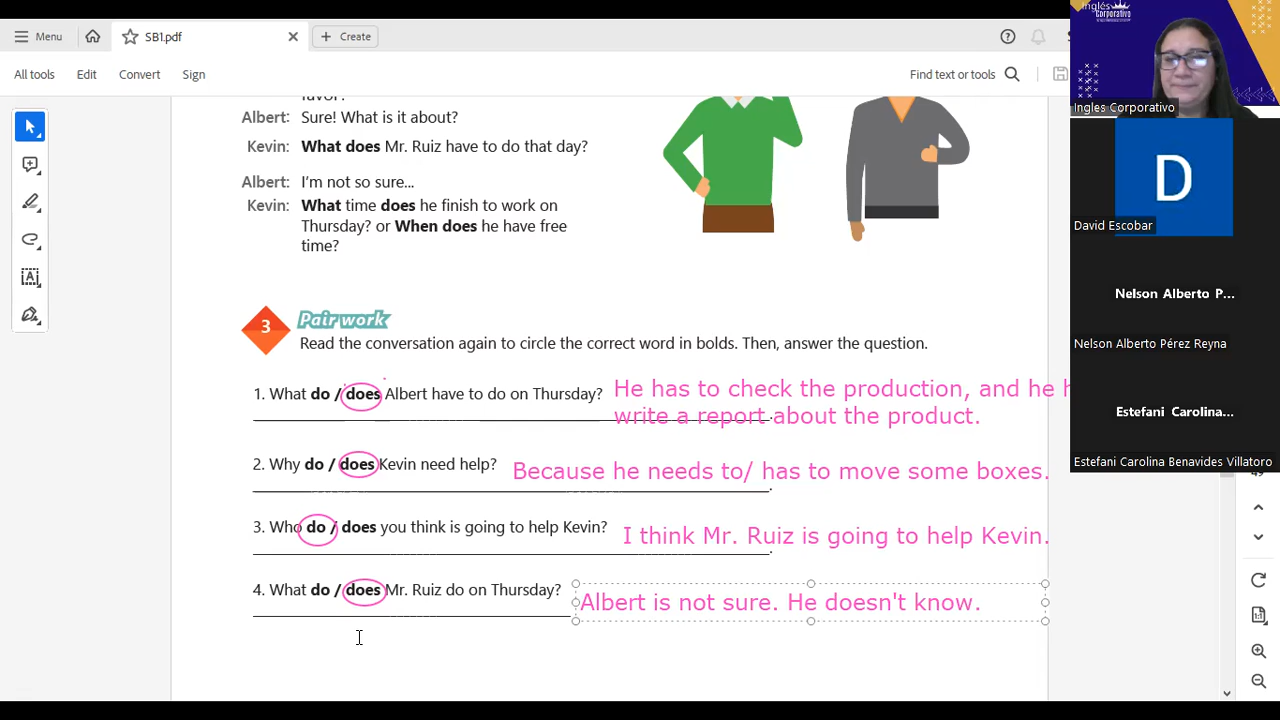 Menu
SB1.pdf
Create
All tools
Edit
Convert
Sign
Find text or tools
favor?
Albert: Sure! What is it about?
Kevin: What does Mr. Ruiz have to do that day?
Albert: I'm not so sure...
Kevin: What time does he finish to work on
Thursday? or When does he have free
time?
3
Pair work
Read the conversation again to circle the correct word in bolds. Then, answer the question.
1. What do / does Albert have to do on Thursday?
He has to check the production, and he h
write a report about the product.
2. Why do / does Kevin need help?
Because he needs to/ has to move some boxes.
3. Who do / does you think is going to help Kevin?
I think Mr. Ruiz is going to help Kevin.
4. What do / does Mr. Ruiz do on Thursday?
Albert is not sure. He doesn't know.
Inglés
corporativo
Ingles Corporativo
D
David Escobar
Nelson Alberto P...
Nelson Alberto Pérez Reyna
Estefani Carolina...
Estefani Carolina Benavides Villatoro